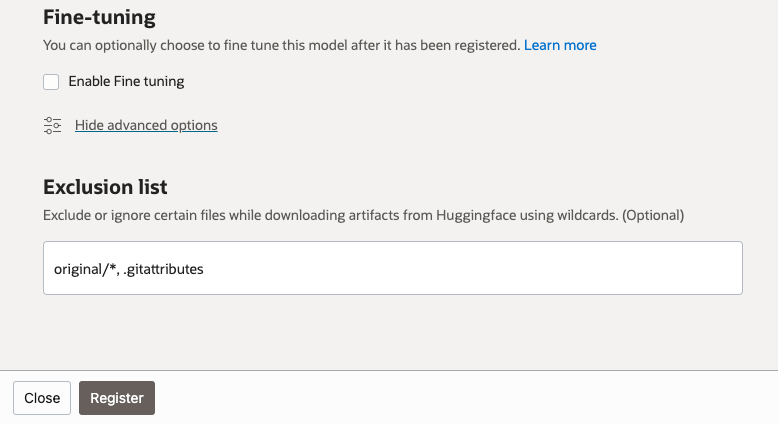 Fine-tuning
You can optionally choose to fine tune this model after it has been registered. Learn more
Enable Fine tuning
Hide advanced options
Exclusion list
Exclude or ignore certain files while downloading artifacts from Huggingface using wildcards. (Optional)
original/*, .gitattributes
Close Register